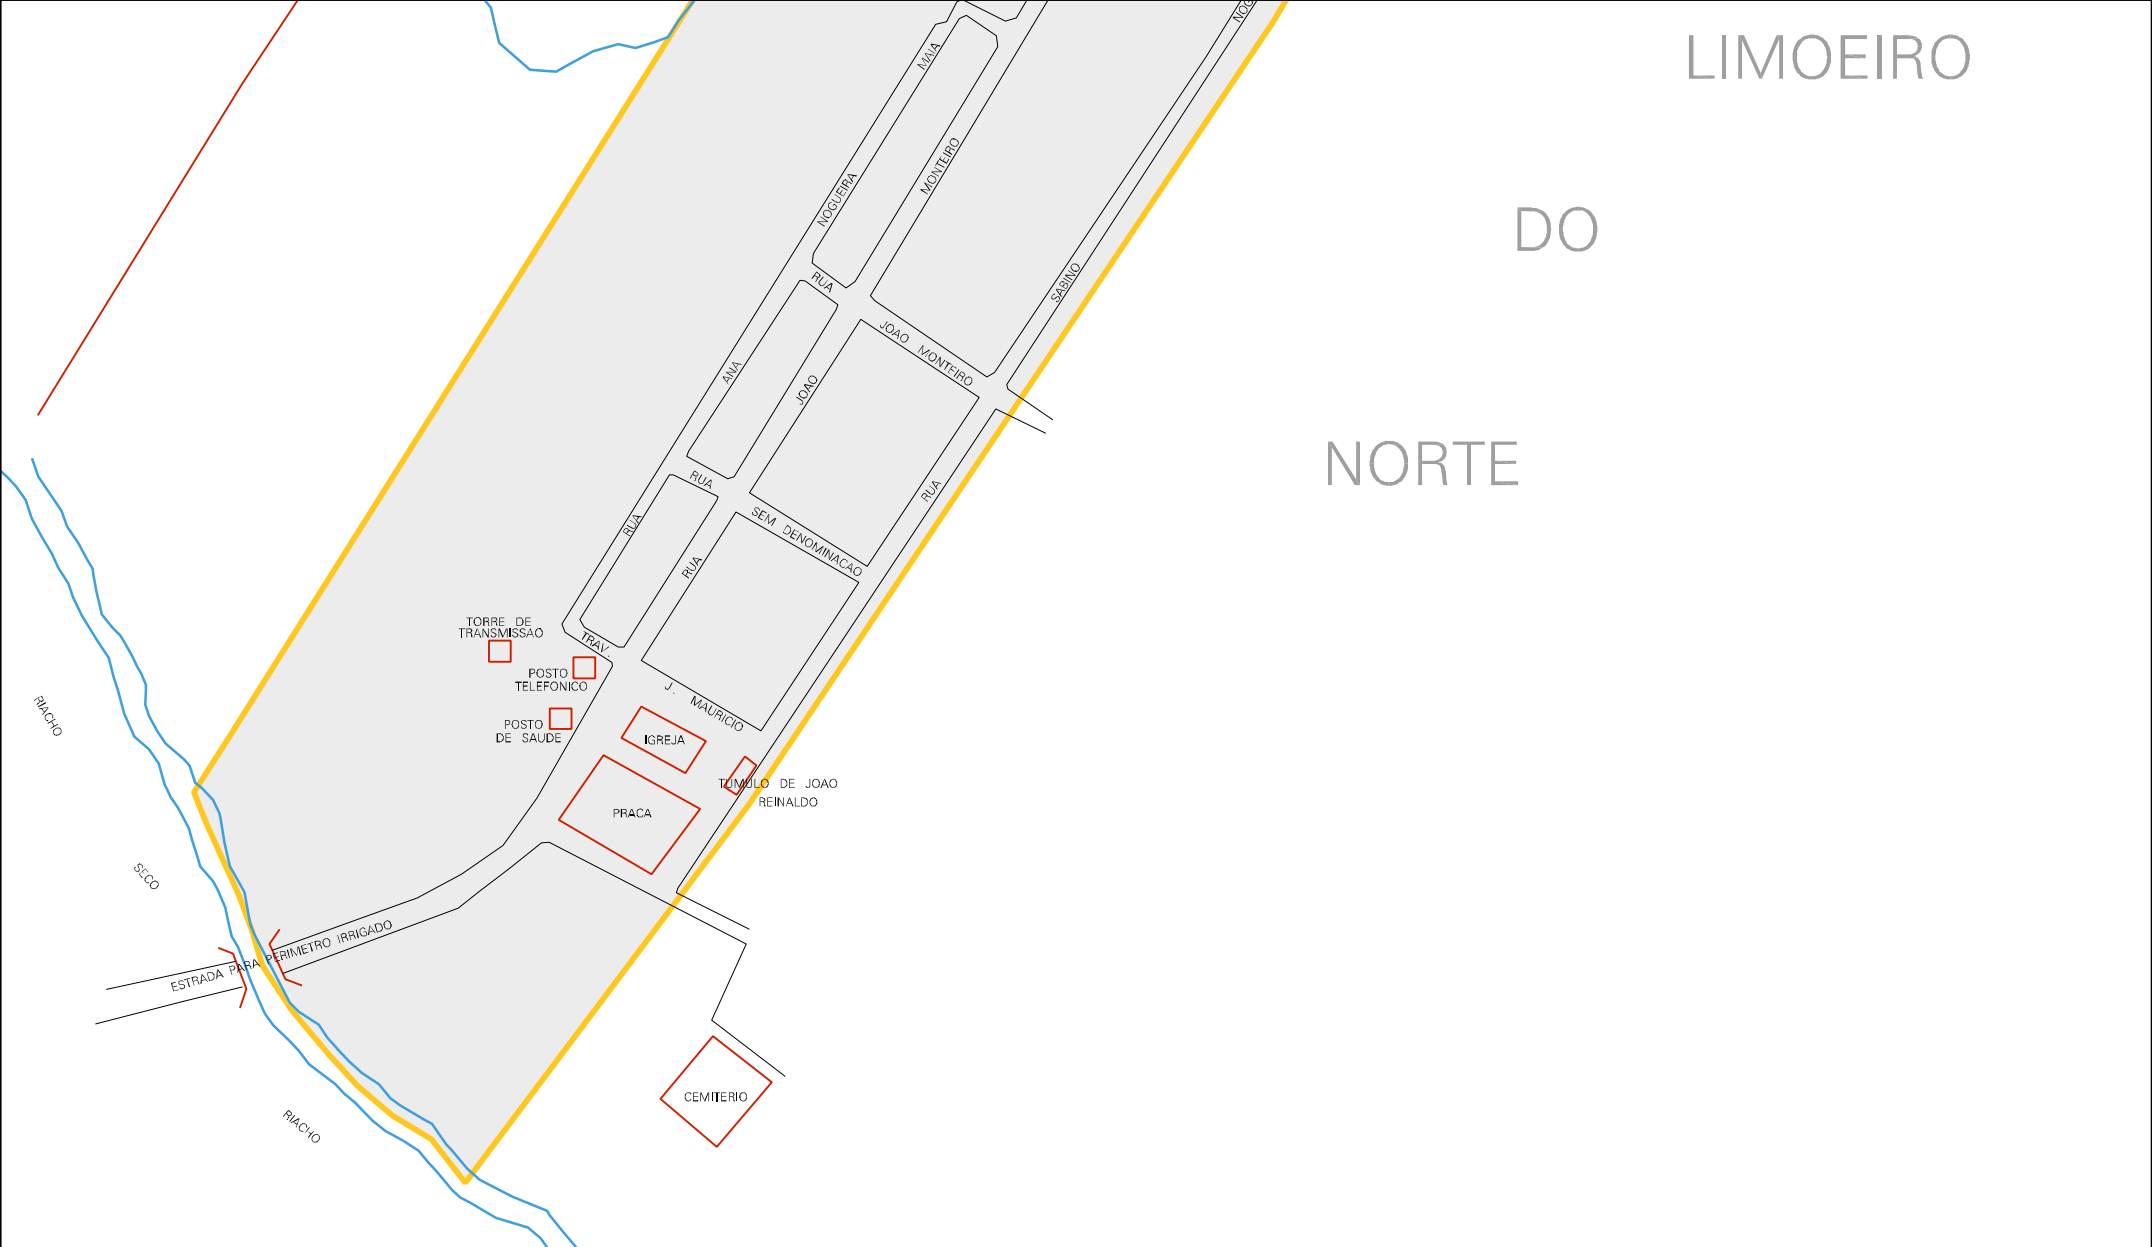 LIMOEIRO
DO
NORTE
NOG
SABINO
RUA
MAIA
NOGUEIRA
ANA
RUA
MONTEIRO
JOAO
RUA
RUA
JOAO MONTEIRO
RUA
SEM DENOMINACAO
TRAV.
J. MAURICIO
TORRE DE
TRANSMISSAO
POSTO
TELEFONICO
POSTO
DE SAUDE
IGREJA
PRACA
TUMULO DE JOAO
REINALDO
RIACHO
SECO
ESTRADA PARA PERIMETRO IRRIGADO
CEMITERIO
RIACHO